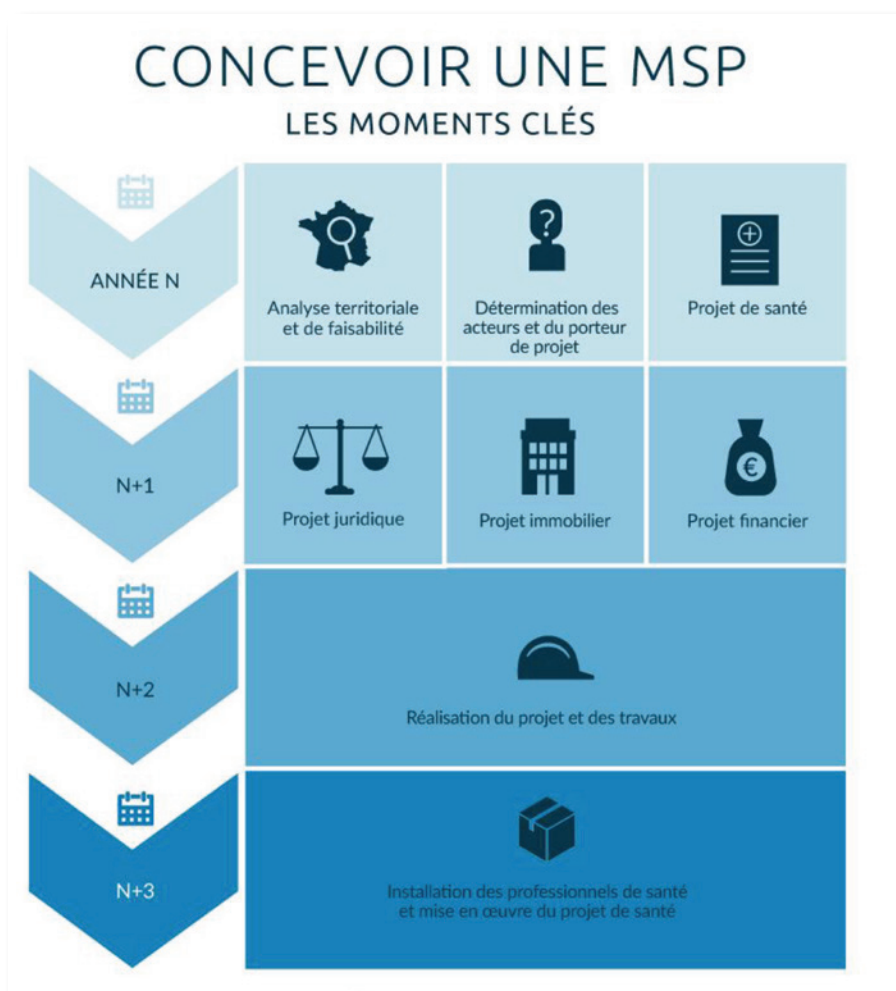 CONCEVOIR UNE MSP
LES MOMENTS CLÉS
ANNÉE N
Analyse territoriale
et de faisabilité
?
Détermination des
acteurs et du porteur
de projet
Projet de santé
N+1
Projet juridique
Projet immobilier
€
Projet financier
N+2
Réalisation du projet et des travaux
N+3
Installation des professionnels de santé
et mise en œuvre du projet de santé